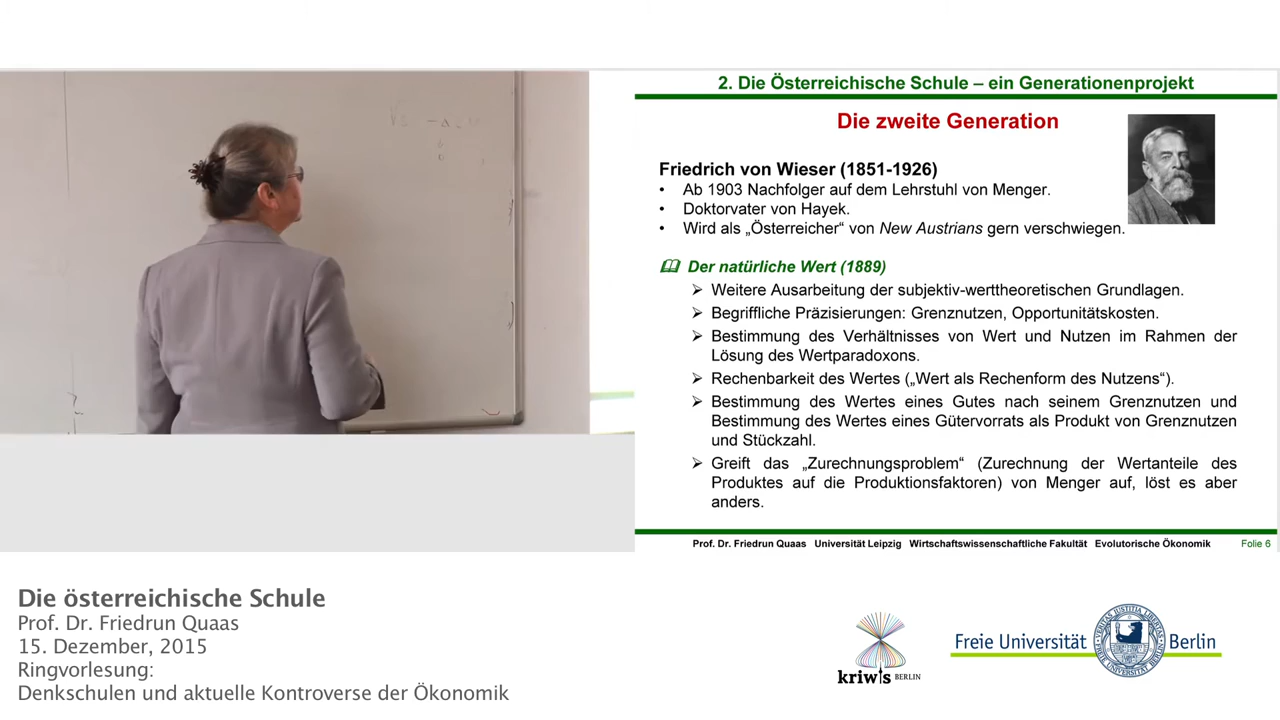 2. Die Österreichische Schule – ein Generationenprojekt
Die zweite Generation
Friedrich von Wieser (1851-1926)
• Ab 1903 Nachfolger auf dem Lehrstuhl von Menger.
• Doktorvater von Hayek.
• Wird als „Österreicher“ von New Austrians gern verschwiegen.
Der natürliche Wert (1889)
➢ Weitere Ausarbeitung der subjektiv-werttheoretischen Grundlagen.
➢ Begriffliche Präzisierungen: Grenznutzen, Opportunitätskosten.
➢ Bestimmung des Verhältnisses von Wert und Nutzen im Rahmen der
Lösung des Wertparadoxons.
➢ Rechenbarkeit des Wertes („Wert als Rechenform des Nutzens“).
➢ Bestimmung des Wertes eines Gutes nach seinem Grenznutzen und
Bestimmung des Wertes eines Gütervorrats als Produkt von Grenznutzen
und Stückzahl.
➢ Greift das „Zurechnungsproblem“ (Zurechnung der Wertanteile des
Produktes auf die Produktionsfaktoren) von Menger auf, löst es aber
anders.
Prof. Dr. Friedrun Quaas Universität Leipzig Wirtschaftswissenschaftliche Fakultät Evolutorische Ökonomik Folie 6
Die österreichische Schule
Prof. Dr. Friedrun Quaas
15. Dezember, 2015
Ringvorlesung:
Denkschulen und aktuelle Kontroverse der Ökonomik
kriwis BERLIN
Freie Universität Berlin